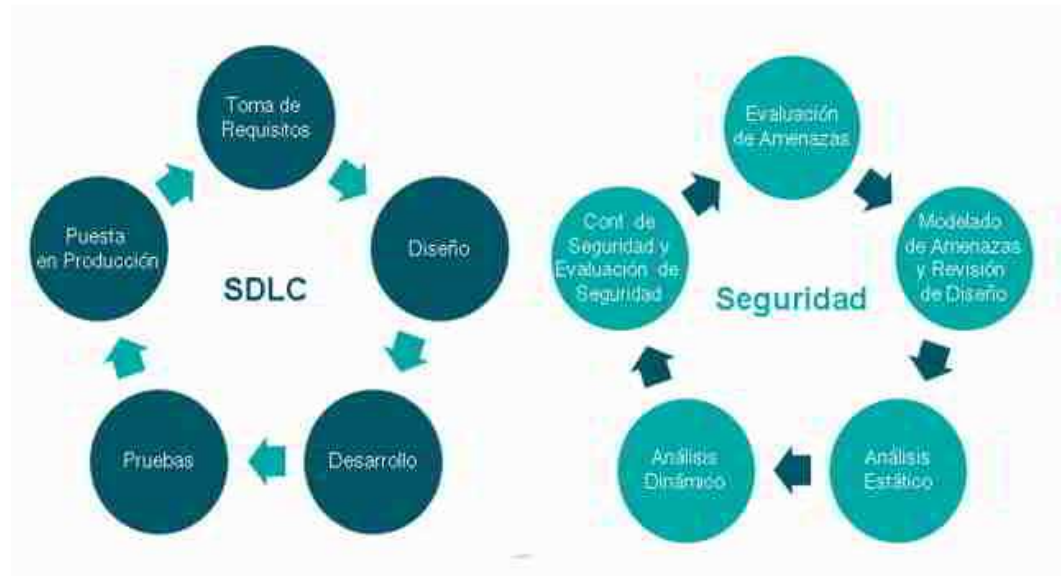 Toma de
Requisitos
Diseño
Desarrollo
Pruebas
Puesta
en Producción
SDLC
Evaluación
de Amenazas
Modelado
de Amenazas
y Revisión
de Diseño
Análisis
Estático
Análisis
Dinámico
Conf. de
Seguridad y
Evaluación de
Seguridad
Seguridad